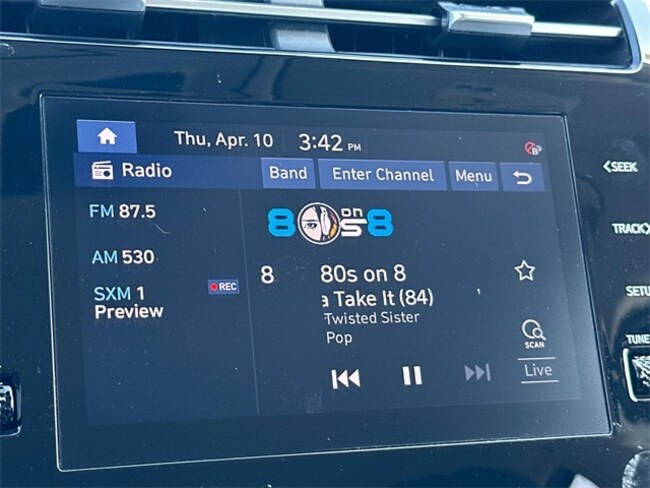 Thu, Apr. 10 3:42 PM
Radio Band Enter Channel Menu
FM 87.5
AM 530
SXM 1 REC
Preview
80s on 8
8 80s on 8
a Take It (84)
Twisted Sister
Pop
SCAN
Live
SEEK
TRACK
SETU
TUNE